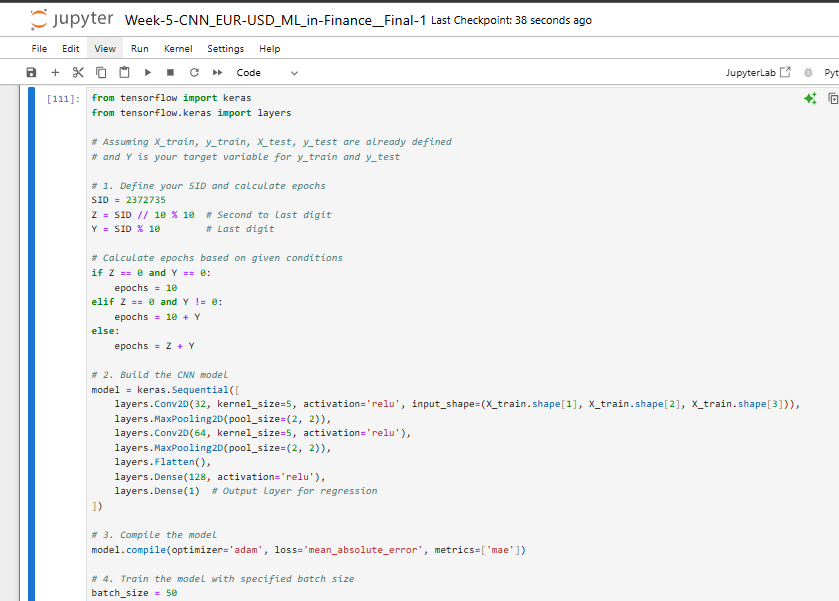 jupyter Week-5-CNN_EUR-USD_ML_in-Finance__Final-1 Last Checkpoint: 38 seconds ago
File Edit View Run Kernel Settings Help
Code JupyterLab Pyt
[111]: from tensorflow import keras
from tensorflow.keras import layers
# Assuming X_train, y_train, X_test, y_test are already defined
# and Y is your target variable for y_train and y_test
# 1. Define your SID and calculate epochs
SID = 2372735
Z = SID // 10 % 10  # Second to last digit
Y = SID % 10        # Last digit
# Calculate epochs based on given conditions
if Z == 0 and Y == 0:
    epochs = 10
elif Z == 0 and Y != 0:
    epochs = 10 + Y
else:
    epochs = Z + Y
# 2. Build the CNN model
model = keras.Sequential([
    layers.Conv2D(32, kernel_size=5, activation='relu', input_shape=(X_train.shape[1], X_train.shape[2], X_train.shape[3])),
    layers.MaxPooling2D(pool_size=(2, 2)),
    layers.Conv2D(64, kernel_size=5, activation='relu'),
    layers.MaxPooling2D(pool_size=(2, 2)),
    layers.Flatten(),
    layers.Dense(128, activation='relu'),
    layers.Dense(1)  # Output layer for regression
])
# 3. Compile the model
model.compile(optimizer='adam', loss='mean_absolute_error', metrics=['mae'])
# 4. Train the model with specified batch size
batch_size = 50